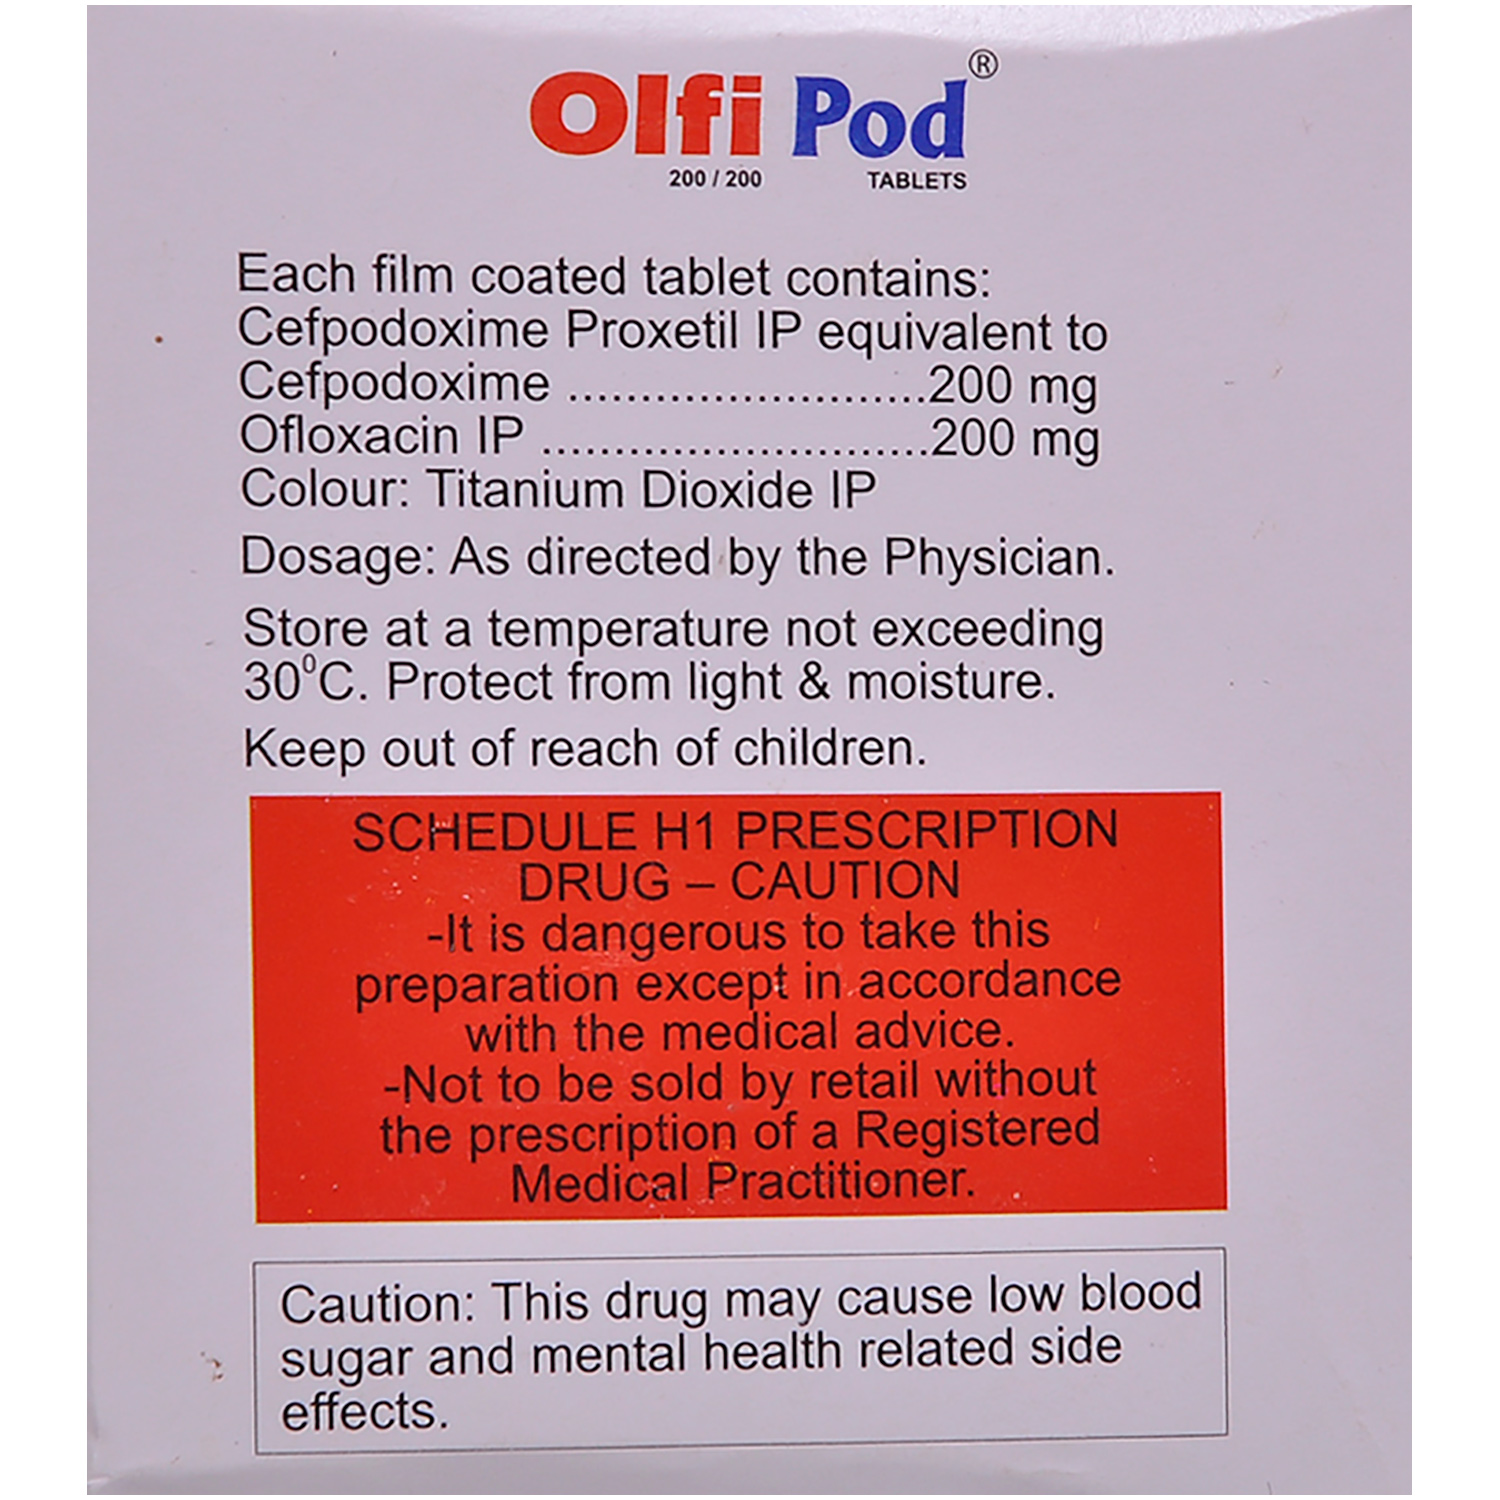 Olfi Pod®
200 / 200 TABLETS
Each film coated tablet contains:
Cefpodoxime Proxetil IP equivalent to
Cefpodoxime .........................200 mg
Ofloxacin IP ...........................200 mg
Colour: Titanium Dioxide IP
Dosage: As directed by the Physician.
Store at a temperature not exceeding
30⁰C. Protect from light & moisture.
Keep out of reach of children.
SCHEDULE H1 PRESCRIPTION
DRUG – CAUTION
-It is dangerous to take this
preparation except in accordance
with the medical advice.
-Not to be sold by retail without
the prescription of a Registered
Medical Practitioner.
Caution: This drug may cause low blood
sugar and mental health related side
effects.